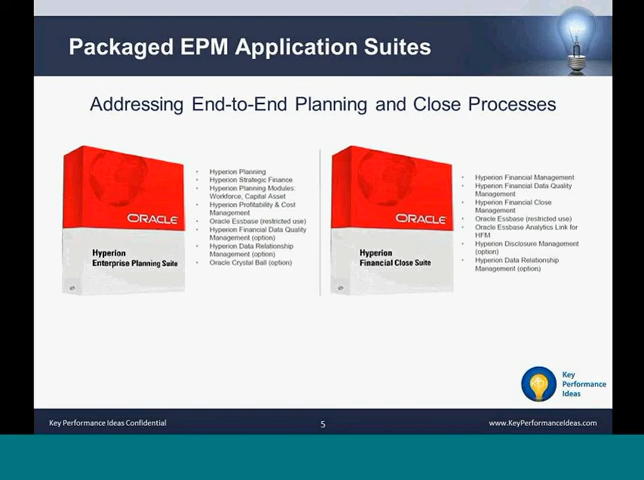 Packaged EPM Application Suites
Addressing End-to-End Planning and Close Processes
ORACLE
Hyperion
Enterprise Planning Suite
• Hyperion Planning
• Hyperion Strategic Finance
• Hyperion Planning Modules:
Workforce, Capital Asset
• Hyperion Profitability & Cost
Management
• Oracle Essbase (restricted use)
• Hyperion Financial Data Quality
Management (option)
• Hyperion Data Relationship
Management (option)
• Oracle Crystal Ball (option)
ORACLE
Hyperion
Financial Close Suite
• Hyperion Financial Management
• Hyperion Financial Data Quality
Management
• Hyperion Financial Close
Management
• Oracle Essbase (restricted use)
• Oracle Essbase Analytics Link for
HFM
• Hyperion Disclosure Management
(option)
• Hyperion Data Relationship
Management (option)
Key
Performance
Ideas
Key Performance Ideas Confidential
5
www.KeyPerformanceIdeas.com